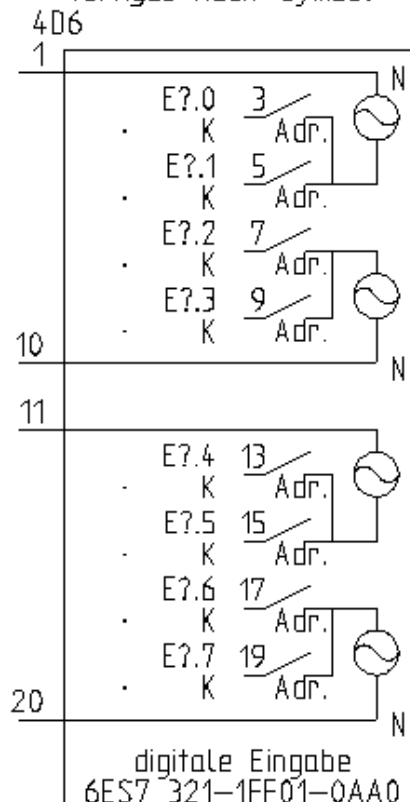 4D6
1
N
E?.0 3
K Adr.
E?.1 5
K Adr.
E?.2 7
K Adr.
E?.3 9
K Adr.
10
N
11
E?.4 13
K Adr.
E?.5 15
K Adr.
E?.6 17
K Adr.
E?.7 19
K Adr.
20
N
digitale Eingabe
6ES7 321-1FF01-0AA0